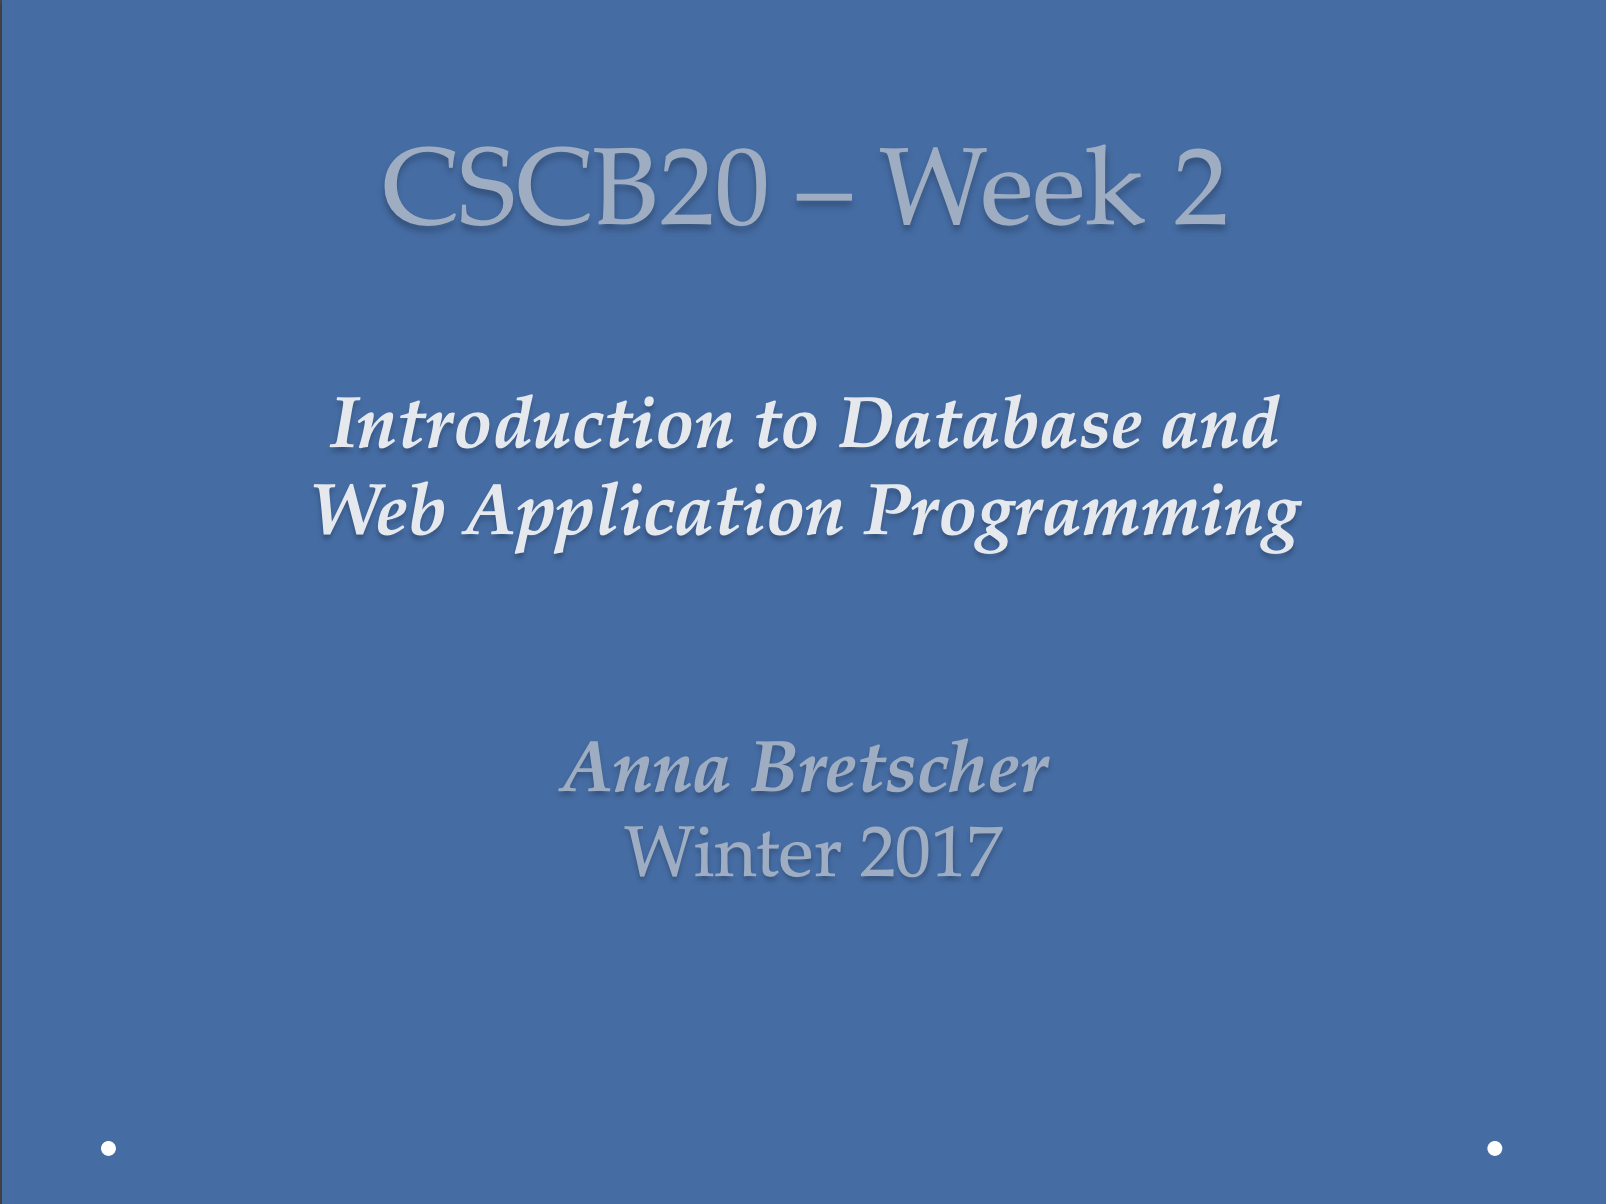 CSCB20 – Week 2
Introduction to Database and
Web Application Programming
Anna Bretscher
Winter 2017